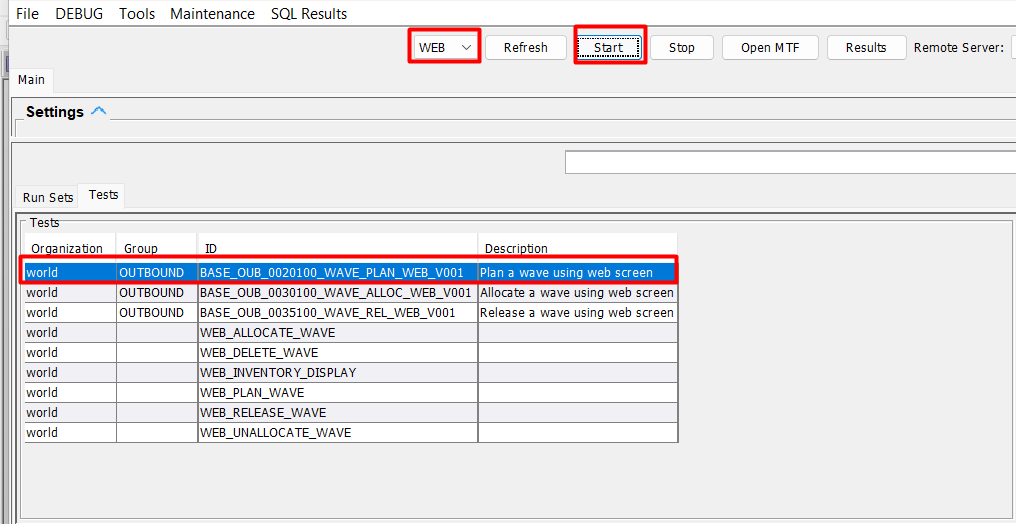 File DEBUG Tools Maintenance SQL Results
WEB Refresh Start Stop Open MTF Results Remote Server:
Main
Settings
Run Sets Tests
Tests
Organization Group ID Description
world OUTBOUND BASE_OUB_0020100_WAVE_PLAN_WEB_V001 Plan a wave using web screen
world OUTBOUND BASE_OUB_0030100_WAVE_ALLOC_WEB_V001 Allocate a wave using web screen
world OUTBOUND BASE_OUB_0035100_WAVE_REL_WEB_V001 Release a wave using web screen
world WEB_ALLOCATE_WAVE
world WEB_DELETE_WAVE
world WEB_INVENTORY_DISPLAY
world WEB_PLAN_WAVE
world WEB_RELEASE_WAVE
world WEB_UNALLOCATE_WAVE